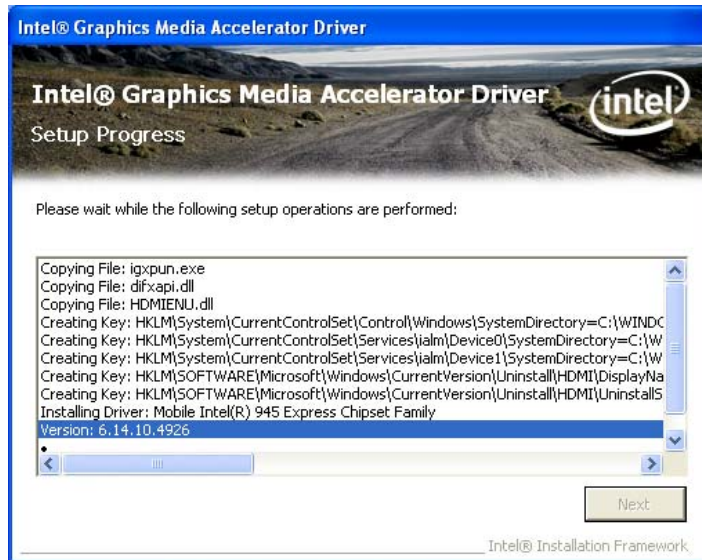 Intel® Graphics Media Accelerator Driver
Intel® Graphics Media Accelerator Driver
intel
Setup Progress
Please wait while the following setup operations are performed:
Copying File: igxpun.exe
Copying File: difxapi.dll
Copying File: HDMIENU.dll
Creating Key: HKLM\System\CurrentControlSet\Control\Windows\SystemDirectory=C:\WINDO
Creating Key: HKLM\System\CurrentControlSet\Services\ialm\Device0\SystemDirectory=C:\W
Creating Key: HKLM\System\CurrentControlSet\Services\ialm\Device1\SystemDirectory=C:\W
Creating Key: HKLM\SOFTWARE\Microsoft\Windows\CurrentVersion\Uninstall\HDMI\DisplayNa
Creating Key: HKLM\SOFTWARE\Microsoft\Windows\CurrentVersion\Uninstall\HDMI\UninstallS
Installing Driver: Mobile Intel(R) 945 Express Chipset Family
Version: 6.14.10.4926
Next
Intel® Installation Framework